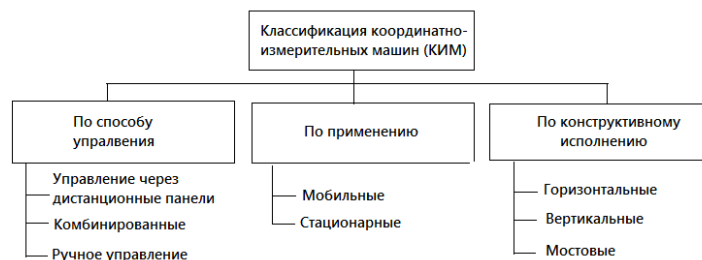 Классификация координатно-
измерительных машин (КИМ)
По способу
упралвения
Управление через
дистанционные панели
Комбинированные
Ручное управление
По применению
Мобильные
Стационарные
По конструктивному
исполнению
Горизонтальные
Вертикальные
Мостовые